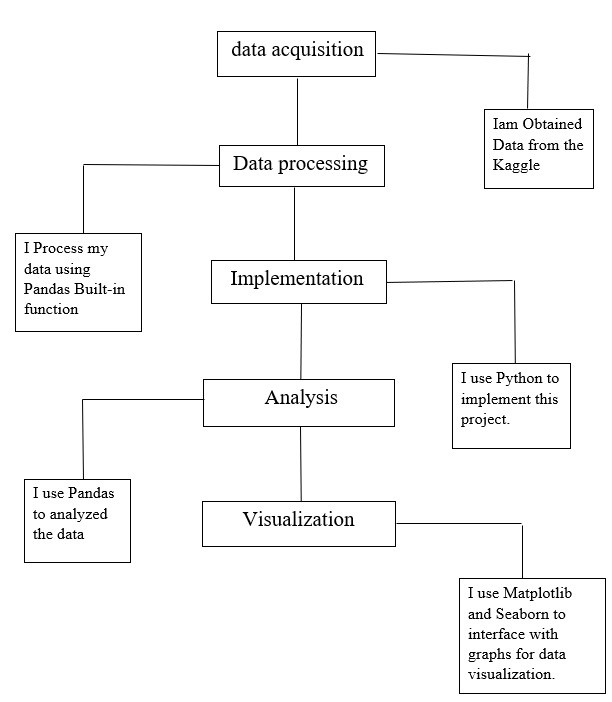 data acquisition
Iam Obtained
Data from the
Kaggle
Data processing
I Process my
data using
Pandas Built-in
function
Implementation
I use Python to
implement this
project.
Analysis
I use Pandas
to analyzed
the data
Visualization
I use Matplotlib
and Seaborn to
interface with
graphs for data
visualization.